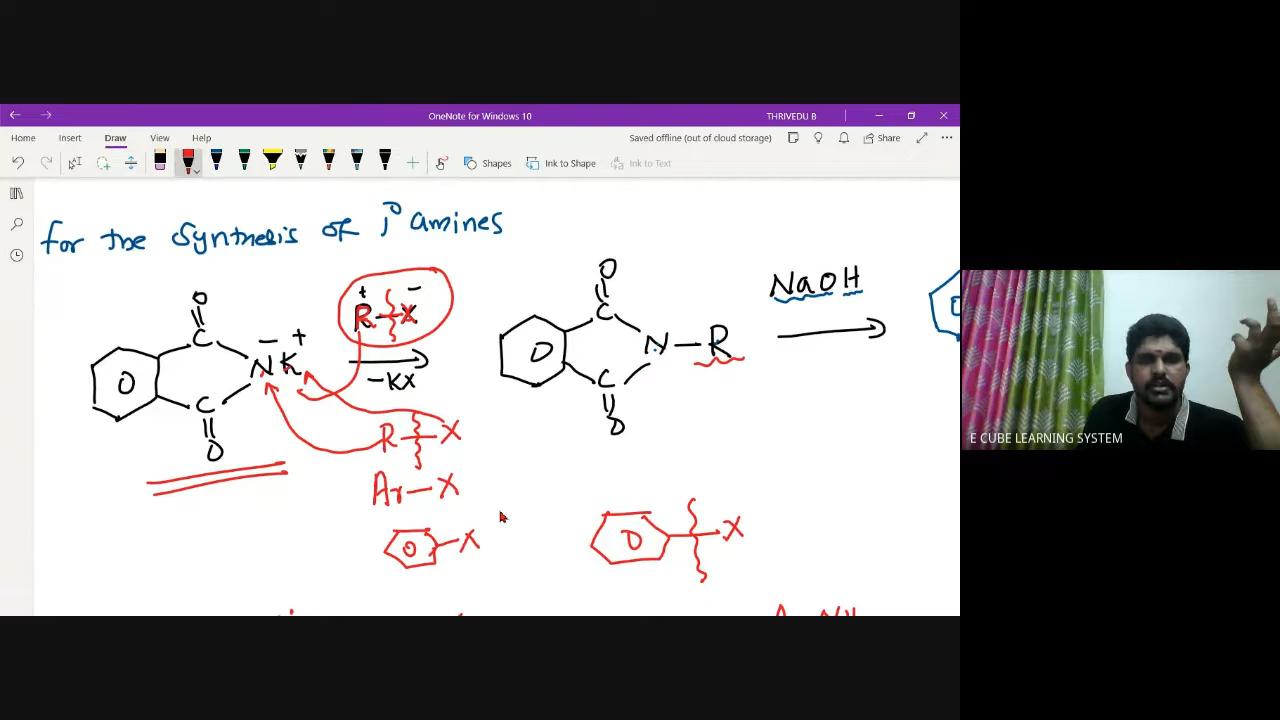 OneNote for Windows 10
THRIVEDU B
Home Insert Draw View Help
Saved offline (out of cloud storage)
Share
Shapes
Ink to Shape
Ink to Text
for the synthesis of 1° amines
O
C
N⁻ K⁺
C
O
O
R⁺ - X⁻
-KX
R - X
Ar - X
O - X
O
C
N - R
C
O
O
NaOH
O - X
E CUBE LEARNING SYSTEM